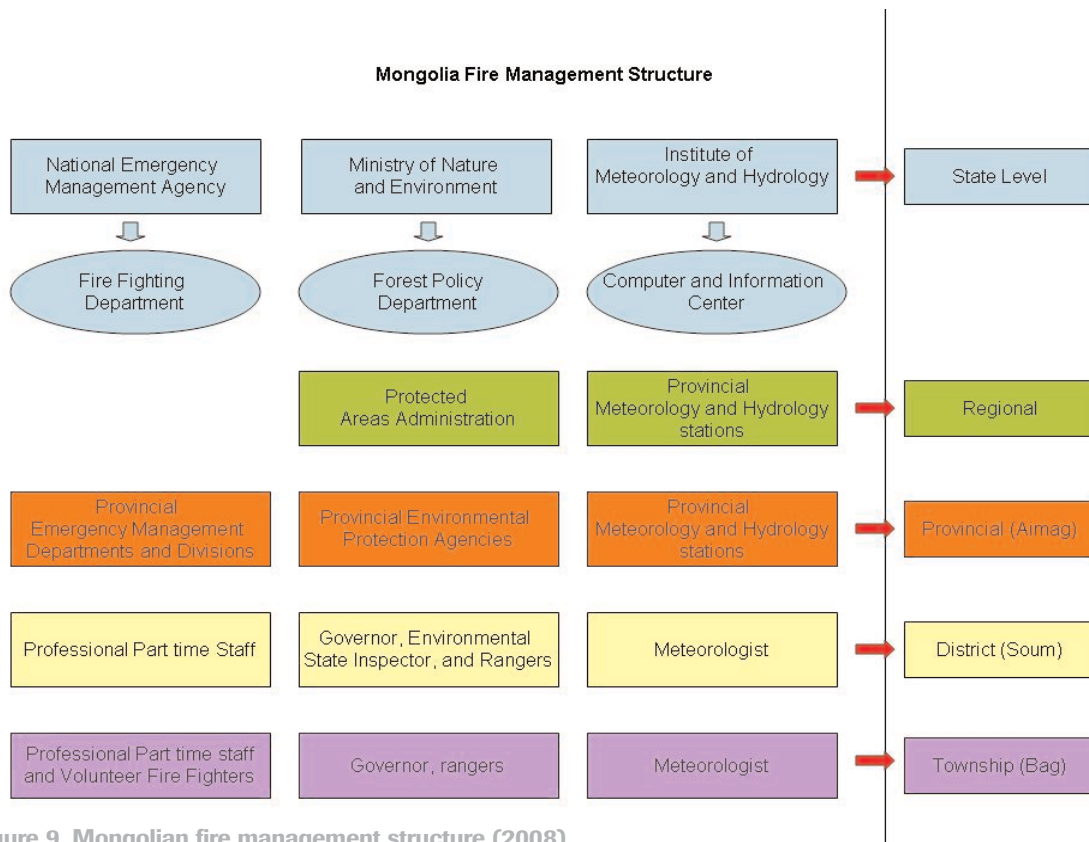 Mongolia Fire Management Structure
National Emergency
Management Agency
Ministry of Nature
and Environment
Institute of
Meteorology and Hydrology
State Level
Fire Fighting
Department
Forest Policy
Department
Computer and Information
Center
Protected
Areas Administration
Provincial
Meteorology and Hydrology
stations
Regional
Provincial
Emergency Management
Departments and Divisions
Provincial Environmental
Protection Agencies
Provincial
Meteorology and Hydrology
stations
Provincial (Aimag)
Professional Part time Staff
Governor, Environmental
State Inspector, and Rangers
Meteorologist
District (Soum)
Professional Part time staff
and Volunteer Fire Fighters
Governor, rangers
Meteorologist
Township (Bag)
gure 9. Mongolian fire management structure (2008)